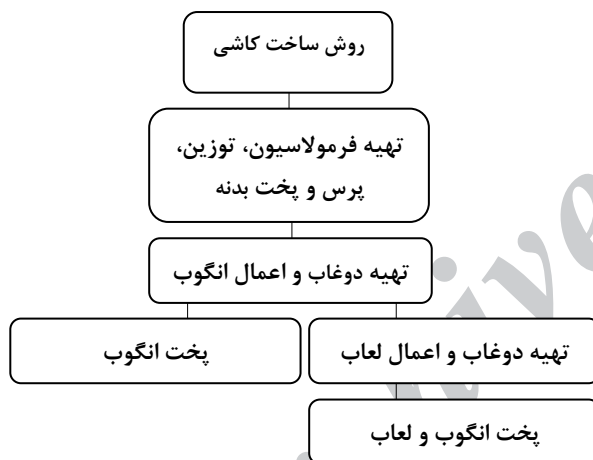 روش ساخت کاشی
تهیه فرمولاسیون، توزین،
پرس و پخت بدنه
تهیه دوغاب و اعمال انگوب
تهیه دوغاب و اعمال لعاب
پخت انگوب
پخت انگوب و لعاب